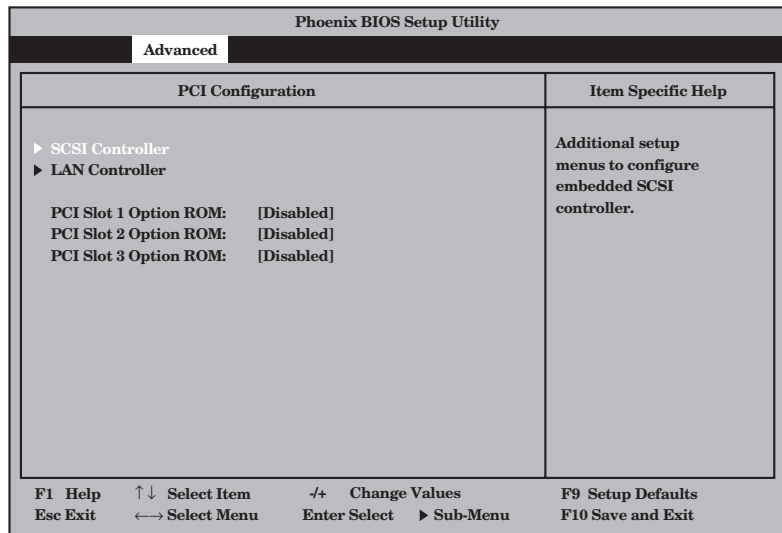 Phoenix BIOS Setup Utility
Advanced
PCI Configuration
Item Specific Help
▶ SCSI Controller
▶ LAN Controller
PCI Slot 1 Option ROM: [Disabled]
PCI Slot 2 Option ROM: [Disabled]
PCI Slot 3 Option ROM: [Disabled]
Additional setup
menus to configure
embedded SCSI
controller.
F1 Help ↑↓ Select Item -/+ Change Values F9 Setup Defaults
Esc Exit ←→ Select Menu Enter Select ▶ Sub-Menu F10 Save and Exit